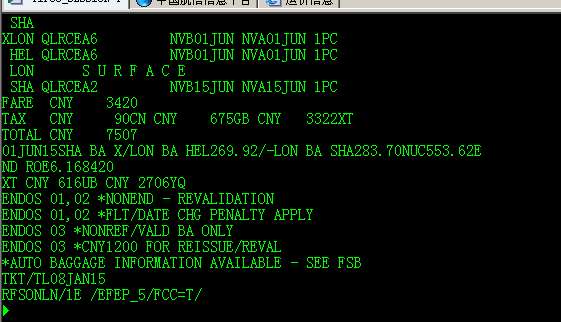 中国航信信息平台
运价信息
SHA
XLON QLRCEA6 NVB01JUN NVA01JUN 1PC
HEL QLRCEA6 NVB01JUN NVA01JUN 1PC
LON S U R F A C E
SHA QLRCEA2 NVB15JUN NVA15JUN 1PC
FARE CNY 3420
TAX CNY 90CN CNY 675GB CNY 3322XT
TOTAL CNY 7507
01JUN15SHA BA X/LON BA HEL269.92/-LON BA SHA283.70NUC553.62E
ND ROE6.168420
XT CNY 616UB CNY 2706YQ
ENDOS 01,02 *NONEND - REVALIDATION
ENDOS 01,02 *FLT/DATE CHG PENALTY APPLY
ENDOS 03 *NONREF/VALD BA ONLY
ENDOS 03 *CNY1200 FOR REISSUE/REVAL
*AUTO BAGGAGE INFORMATION AVAILABLE - SEE FSB
TKT/TL08JAN15
RFSONLN/1E /EFEP_5/FCC=T/